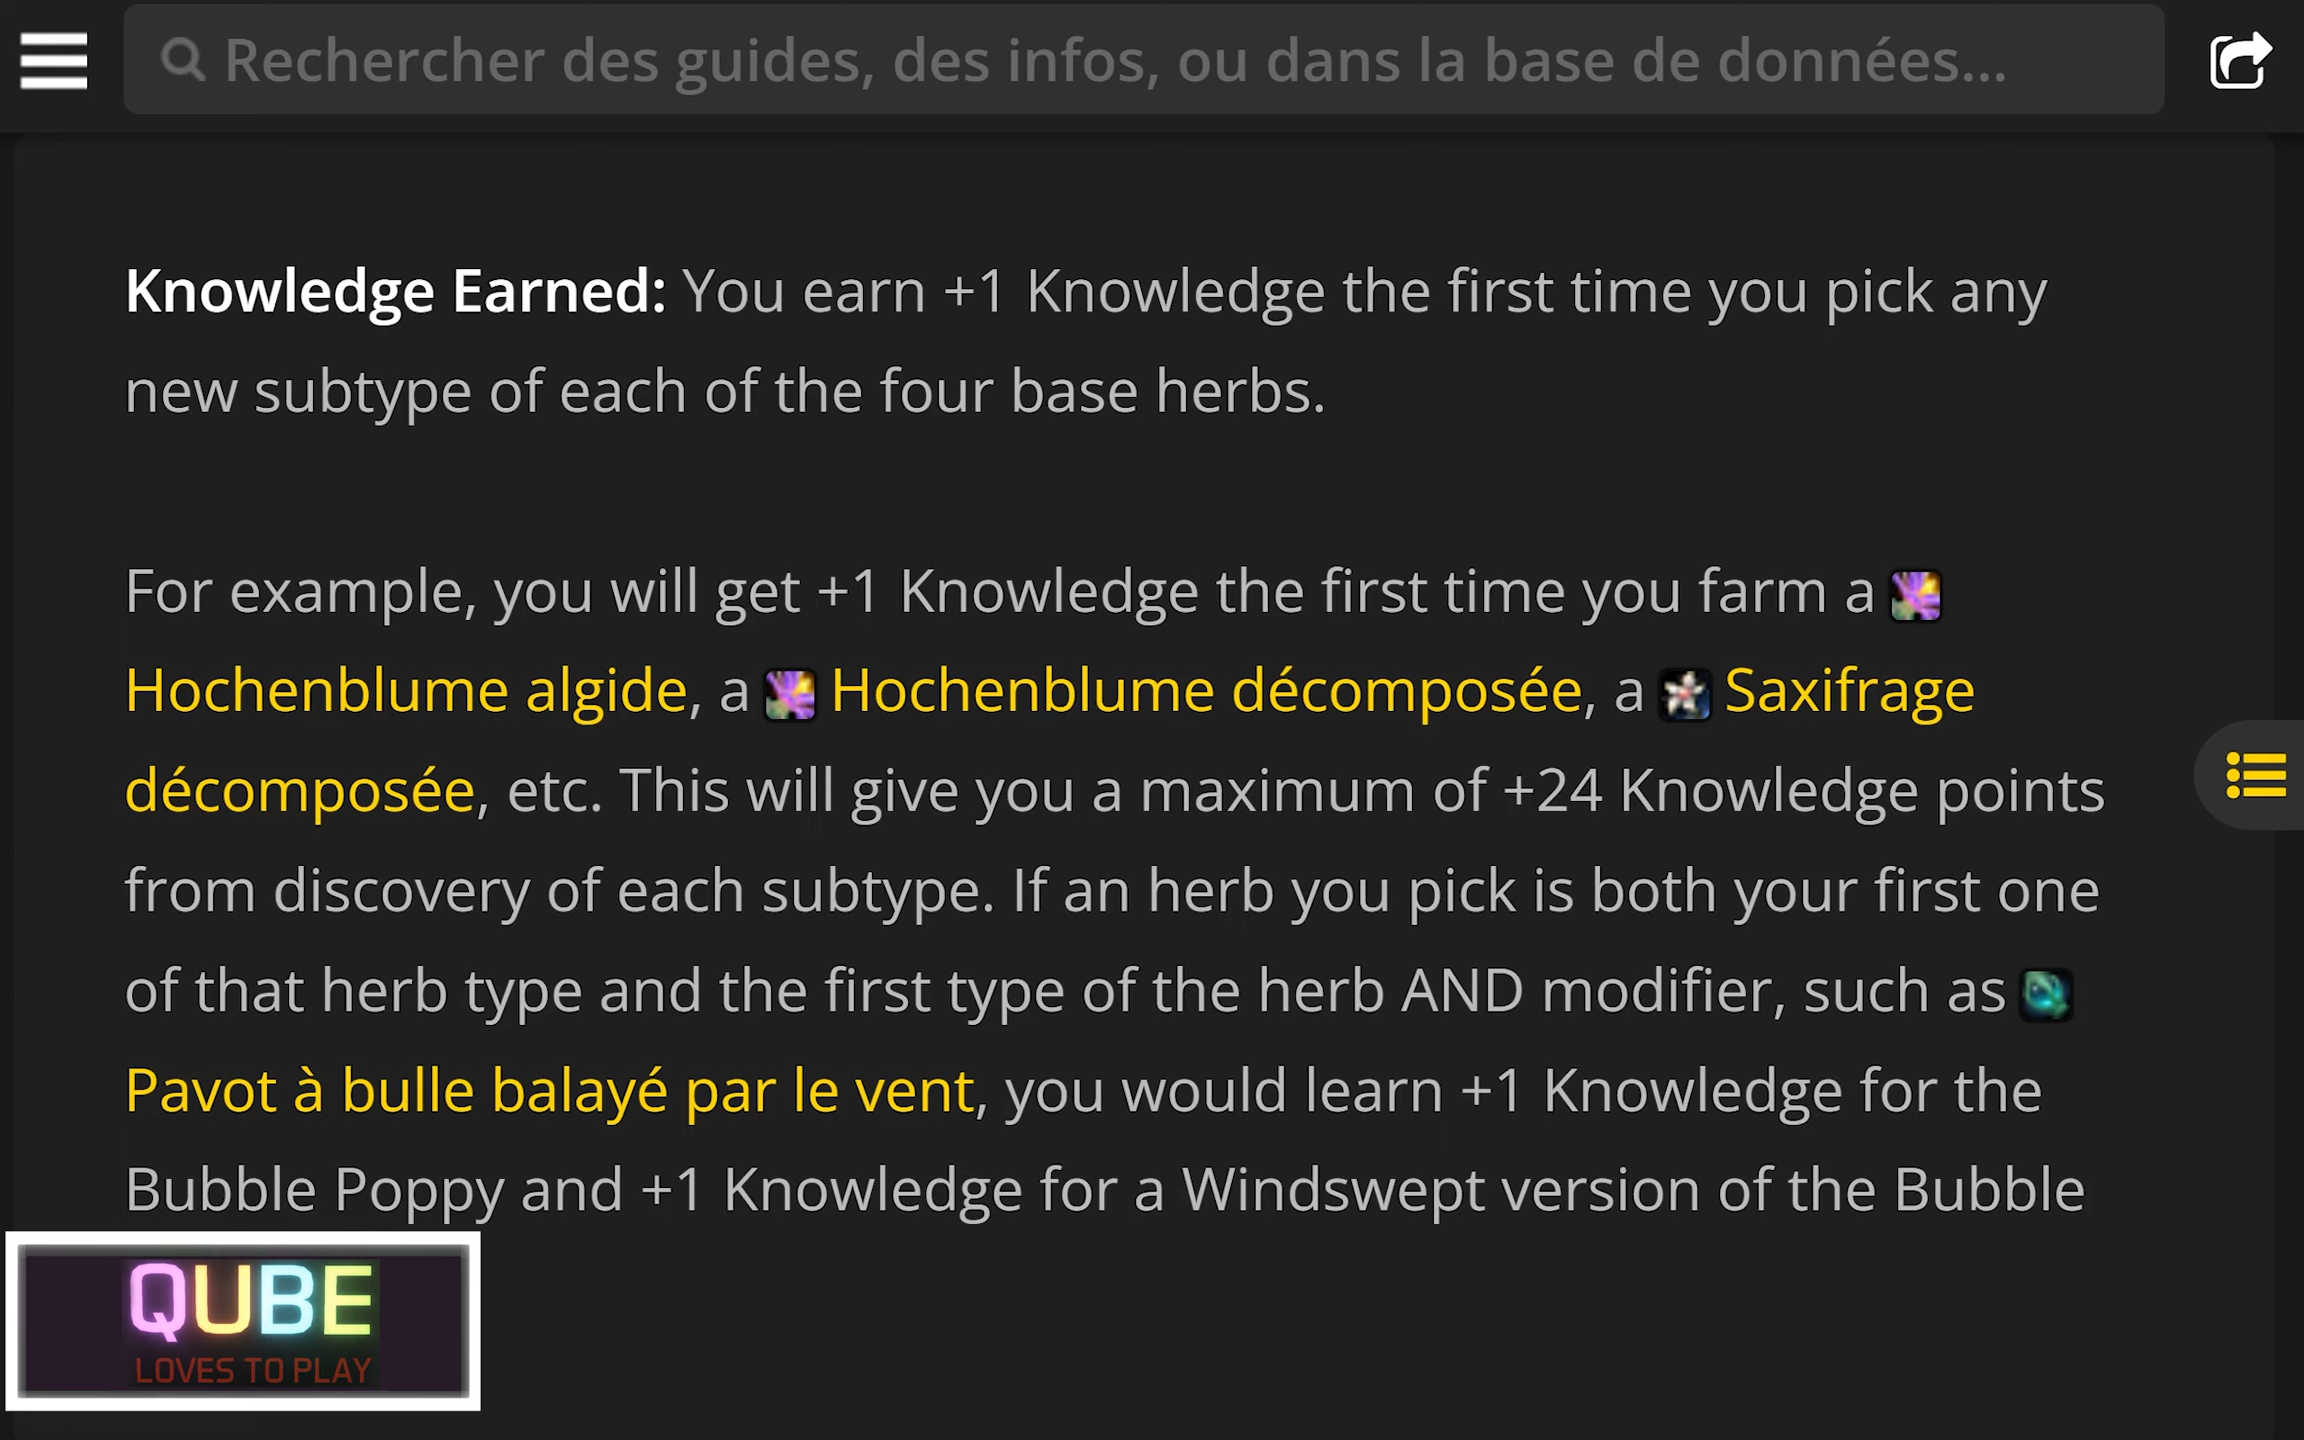 Rechercher des guides, des infos, ou dans la base de données...
Knowledge Earned: You earn +1 Knowledge the first time you pick any
new subtype of each of the four base herbs.
For example, you will get +1 Knowledge the first time you farm a
Hochenblume algide, a Hochenblume décomposée, a Saxifrage
décomposée, etc. This will give you a maximum of +24 Knowledge points
from discovery of each subtype. If an herb you pick is both your first one
of that herb type and the first type of the herb AND modifier, such as
Pavot à bulle balayé par le vent, you would learn +1 Knowledge for the
Bubble Poppy and +1 Knowledge for a Windswept version of the Bubble
QUBE
LOVES TO PLAY